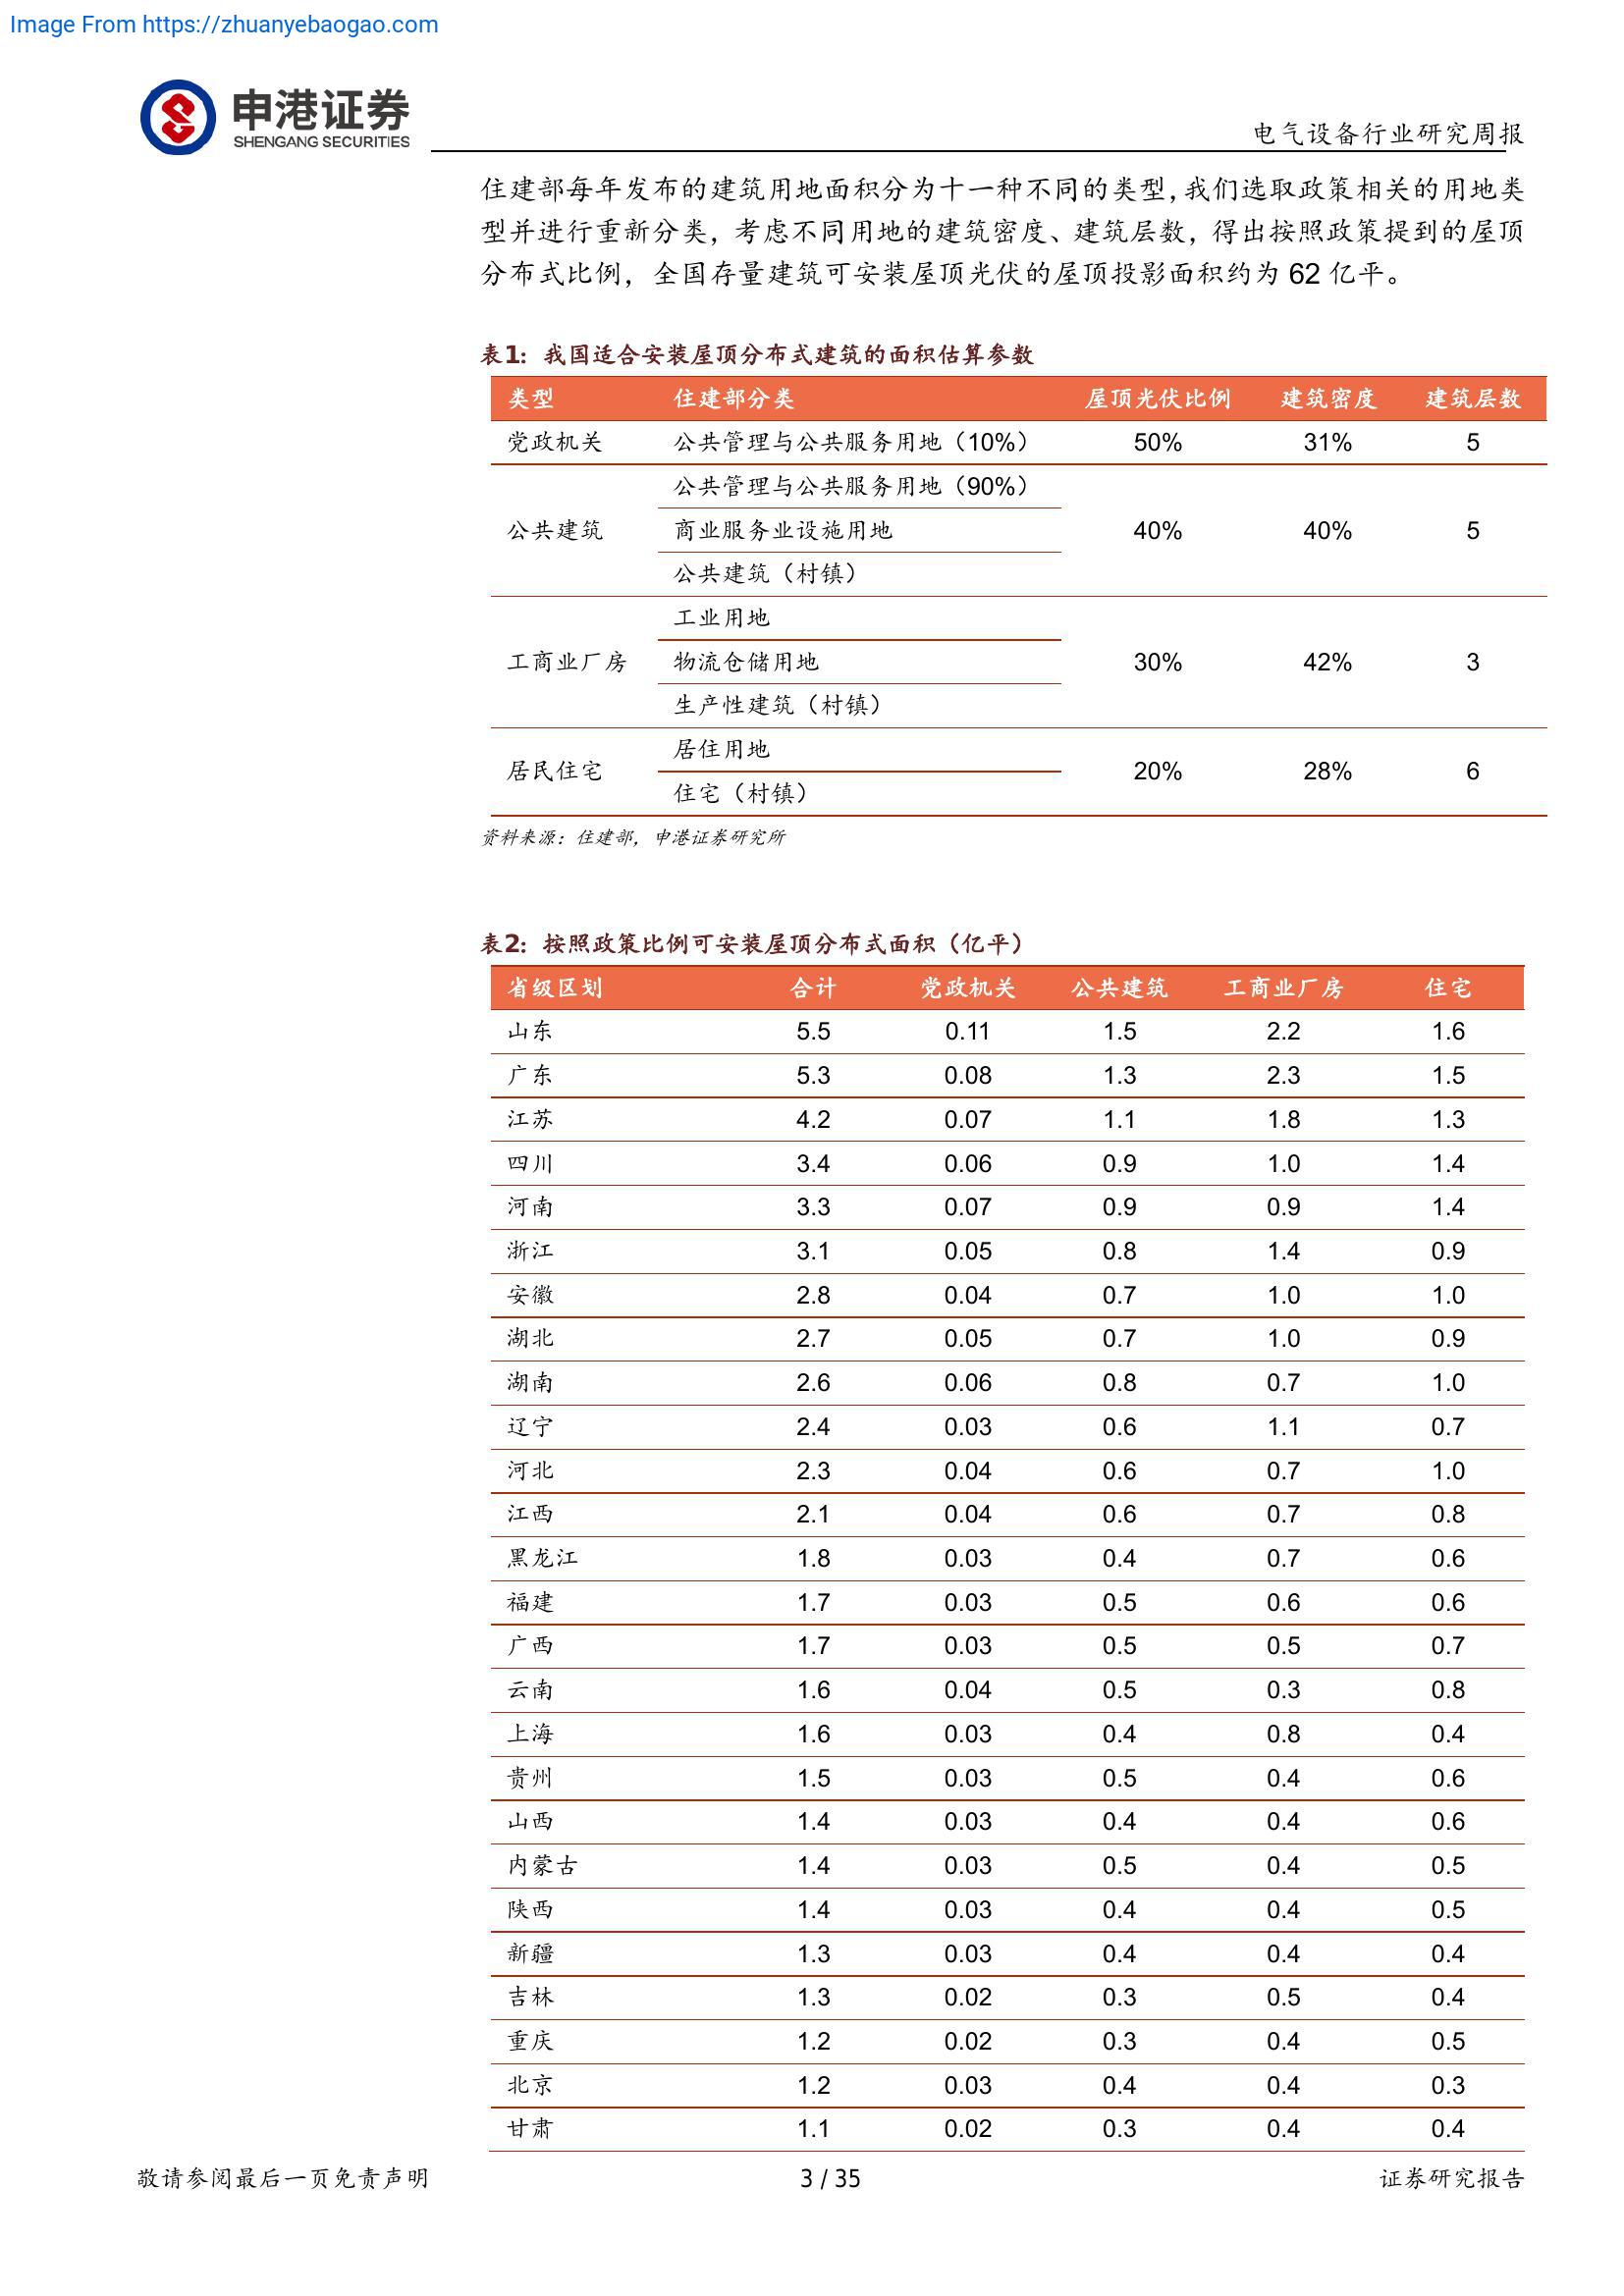 Image From https://zhuanyebaogao.com
申港证券
SHENGANG SECURITIES
电气设备行业研究周报
住建部每年发布的建筑用地面积分为十一种不同的类型，我们选取政策相关的用地类
型并进行重新分类，考虑不同用地的建筑密度、建筑层数，得出按照政策提到的屋顶
分布式比例，全国存量建筑可安装屋顶光伏的屋顶投影面积约为 62 亿平。
表1：我国适合安装屋顶分布式建筑的面积估算参数
类型 住建部分类 屋顶光伏比例 建筑密度 建筑层数
党政机关 公共管理与公共服务用地（10%） 50% 31% 5
公共管理与公共服务用地（90%）
公共建筑 商业服务业设施用地 40% 40% 5
公共建筑（村镇）
工业用地
工商业厂房 物流仓储用地 30% 42% 3
生产性建筑（村镇）
居住用地
居民住宅 20% 28% 6
住宅（村镇）
资料来源：住建部，申港证券研究所
表2：按照政策比例可安装屋顶分布式面积（亿平）
省级区划 合计 党政机关 公共建筑 工商业厂房 住宅
山东 5.5 0.11 1.5 2.2 1.6
广东 5.3 0.08 1.3 2.3 1.5
江苏 4.2 0.07 1.1 1.8 1.3
四川 3.4 0.06 0.9 1.0 1.4
河南 3.3 0.07 0.9 0.9 1.4
浙江 3.1 0.05 0.8 1.4 0.9
安徽 2.8 0.04 0.7 1.0 1.0
湖北 2.7 0.05 0.7 1.0 0.9
湖南 2.6 0.06 0.8 0.7 1.0
辽宁 2.4 0.03 0.6 1.1 0.7
河北 2.3 0.04 0.6 0.7 1.0
江西 2.1 0.04 0.6 0.7 0.8
黑龙江 1.8 0.03 0.4 0.7 0.6
福建 1.7 0.03 0.5 0.6 0.6
广西 1.7 0.03 0.5 0.5 0.7
云南 1.6 0.04 0.5 0.3 0.8
上海 1.6 0.03 0.4 0.8 0.4
贵州 1.5 0.03 0.5 0.4 0.6
山西 1.4 0.03 0.4 0.4 0.6
内蒙古 1.4 0.03 0.5 0.4 0.5
陕西 1.4 0.03 0.4 0.4 0.5
新疆 1.3 0.03 0.4 0.4 0.4
吉林 1.3 0.02 0.3 0.5 0.4
重庆 1.2 0.02 0.3 0.4 0.5
北京 1.2 0.03 0.4 0.4 0.3
甘肃 1.1 0.02 0.3 0.4 0.4
敬请参阅最后一页免责声明 3 / 35 证券研究报告